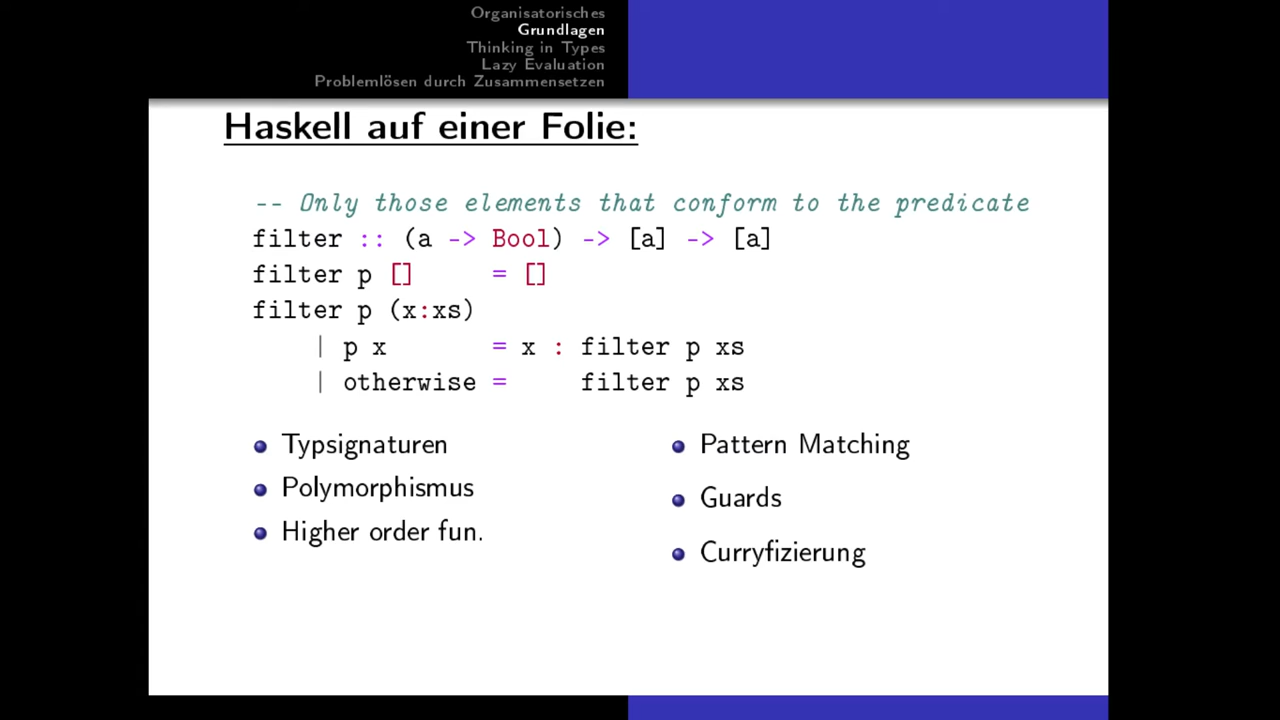 Organisatorisches
Grundlagen
Thinking in Types
Lazy Evaluation
Problemlösen durch Zusammensetzen
Haskell auf einer Folie:
-- Only those elements that conform to the predicate
filter :: (a -> Bool) -> [a] -> [a]
filter p []      = []
filter p (x:xs)
    | p x       = x : filter p xs
    | otherwise =     filter p xs
Typsignaturen
Polymorphismus
Higher order fun.
Pattern Matching
Guards
Curryfizierung